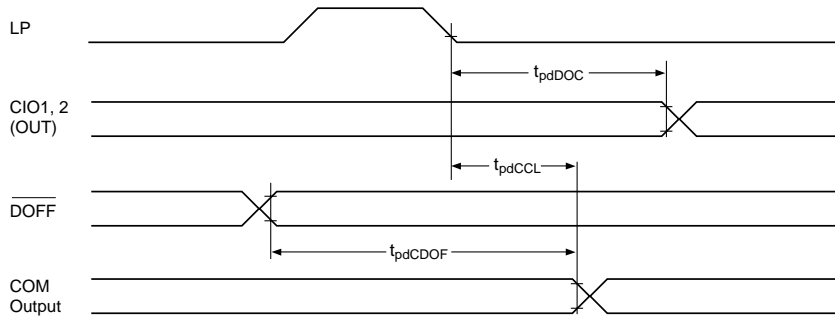 LP
tpdDOC
CIO1, 2
(OUT)
tpdCCL
DOFF
tpdCDOF
COM
Output